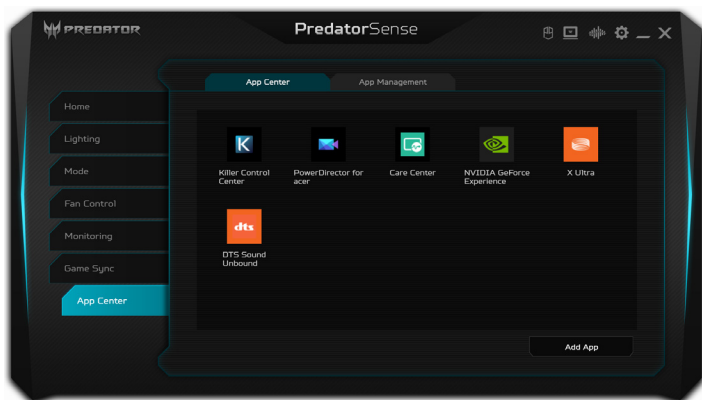 PREDATOR
PredatorSense
App Center
App Management
Home
Lighting
Mode
Fan Control
Monitoring
Game Sync
App Center
K
Killer Control
Center
PowerDirector for
acer
Care Center
NVIDIA GeForce
Experience
X Ultra
dts
DTS Sound
Unbound
Add App